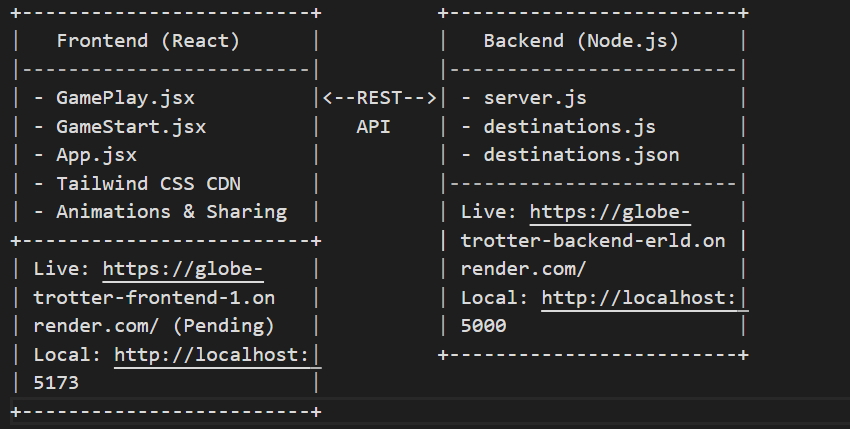 +-------------------------+          +-------------------------+
|   Frontend (React)      |          |   Backend (Node.js)     |
|-------------------------|          |-------------------------|
| - GamePlay.jsx          |<--REST-->| - server.js             |
| - GameStart.jsx         |   API    | - destinations.js       |
| - App.jsx               |          | - destinations.json     |
| - Tailwind CSS CDN      |          |-------------------------|
| - Animations & Sharing  |          | Live: https://globe-    |
+-------------------------+          | trotter-backend-erld.on |
| Live: https://globe-    |          | render.com/             |
| trotter-frontend-1.on   |          | Local: http://localhost:|
| render.com/ (Pending)   |          | 5000                    |
| Local: http://localhost:|          +-------------------------+
| 5173                    |
+-------------------------+